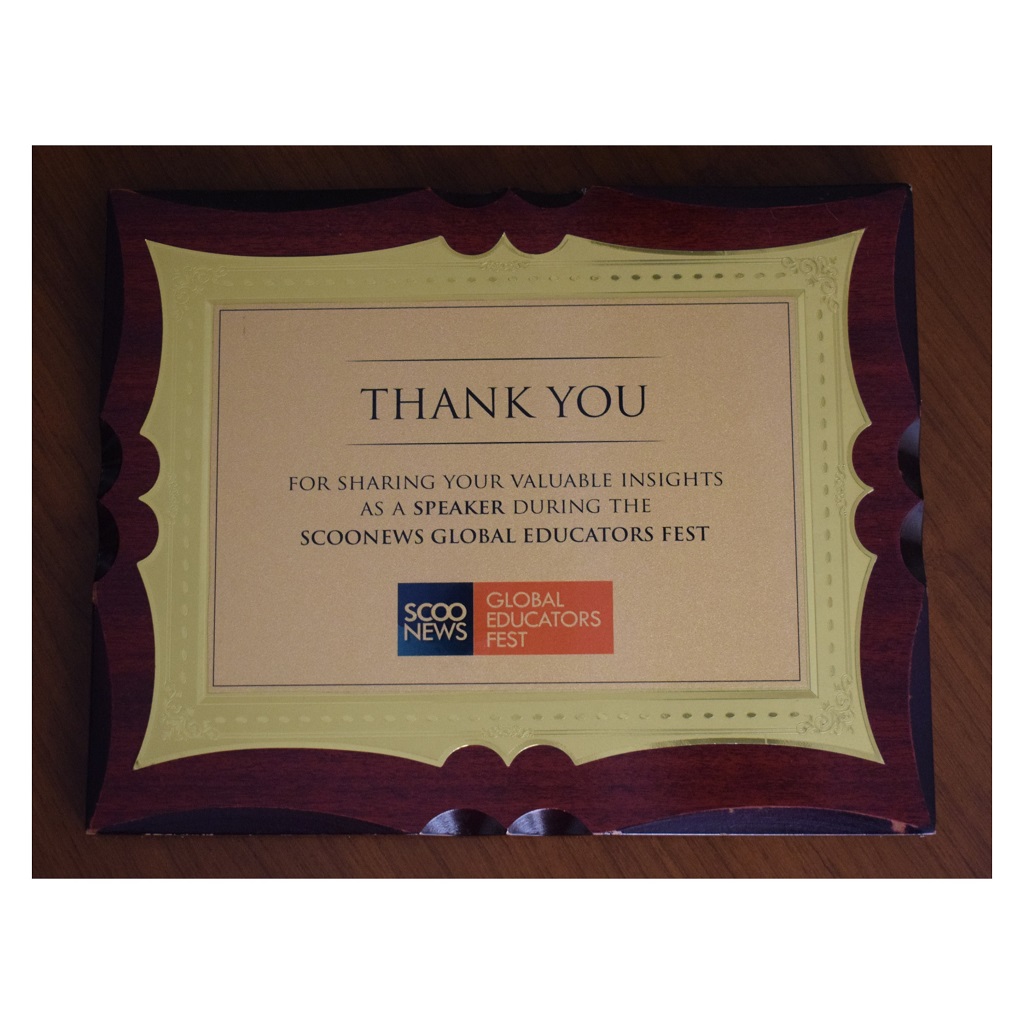 THANK YOU
FOR SHARING YOUR VALUABLE INSIGHTS
AS A SPEAKER DURING THE
SCOONEWS GLOBAL EDUCATORS FEST
SCOO
NEWS
GLOBAL
EDUCATORS
FEST